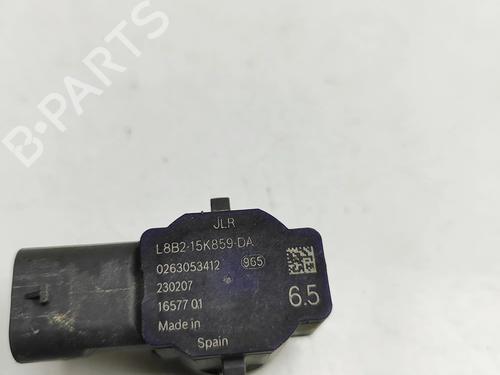 B-PARTS
JLR
L8B2-15K859-DA
0263053412 965
230207
16577 01 6.5
Made in
Spain